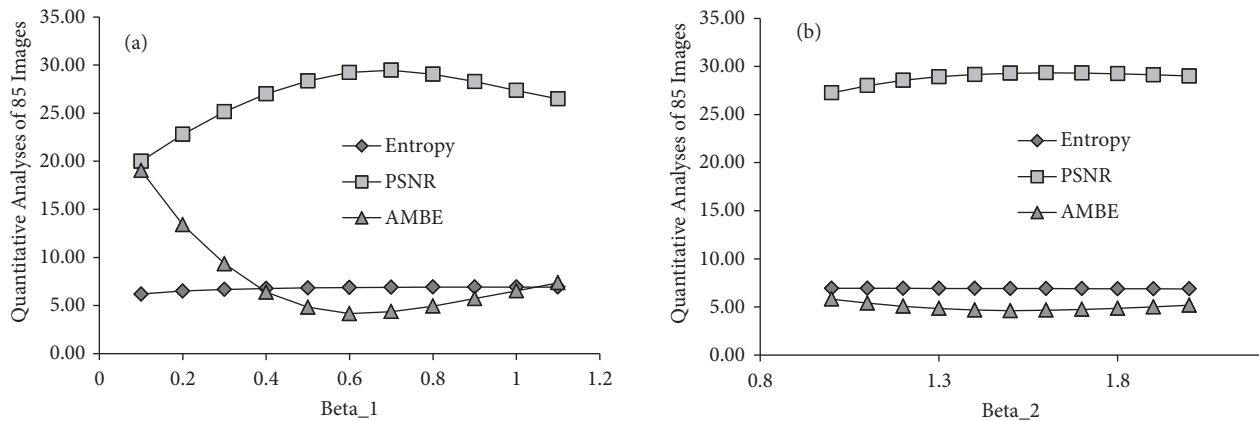 (a)
Quantitative Analyses of 85 Images
35.00
30.00
25.00
20.00
15.00
10.00
5.00
0.00
Entropy
PSNR
AMBE
0 0.2 0.4 0.6 0.8 1 1.2
Beta_1
(b)
Quantitative Analyses of 85 Images
35.00
30.00
25.00
20.00
15.00
10.00
5.00
0.00
Entropy
PSNR
AMBE
0.8 1.3 1.8
Beta_2